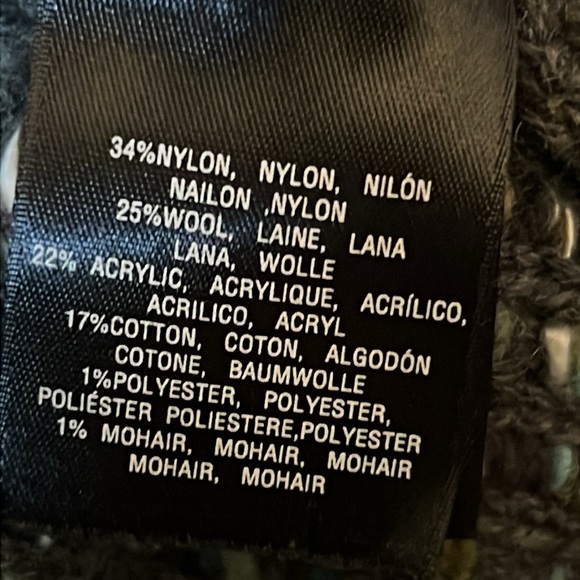 34%NYLON, NYLON, NILÓN
NAILON ,NYLON
25%WOOL, LAINE, LANA
LANA, WOLLE
22% ACRYLIC, ACRYLIQUE, ACRÍLICO,
ACRILICO, ACRYL
17%COTTON, COTON, ALGODÓN
COTONE, BAUMWOLLE
1%POLYESTER, POLYESTER,
POLIÉSTER POLIESTERE,POLYESTER
1% MOHAIR, MOHAIR, MOHAIR
MOHAIR, MOHAIR